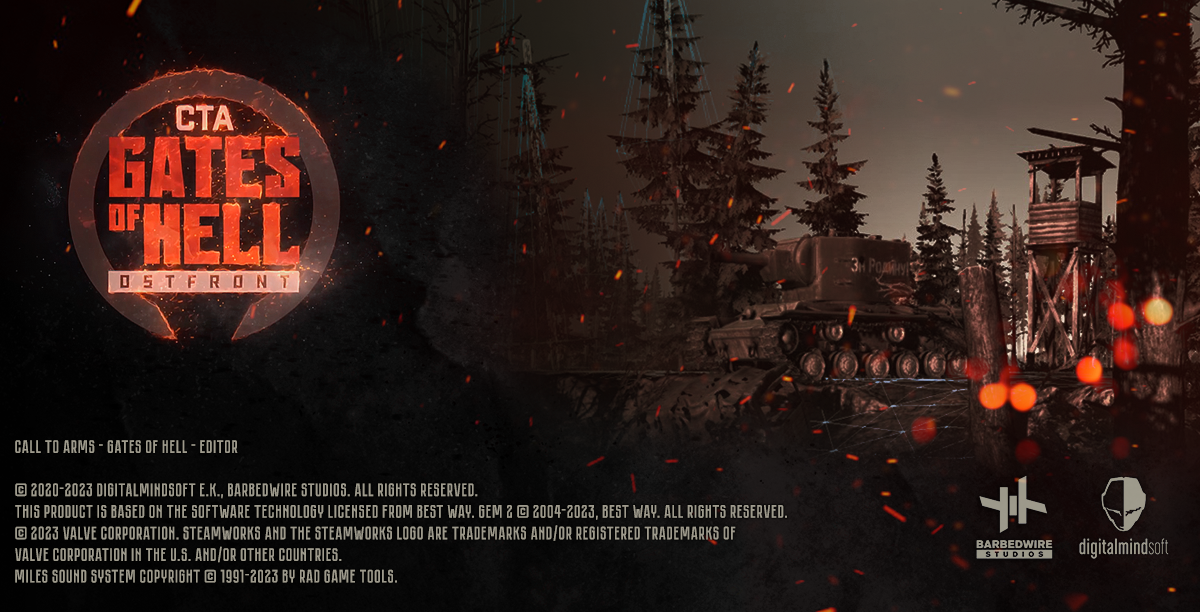 CTA
GATES
OF HELL
OSTFRONT
ЗА РОДИНУ
CALL TO ARMS - GATES OF HELL - EDITOR
© 2020-2023 DIGITALMINDSOFT E.K., BARBEDWIRE STUDIOS. ALL RIGHTS RESERVED.
THIS PRODUCT IS BASED ON THE SOFTWARE TECHNOLOGY LICENSED FROM BEST WAY. GEM 2 © 2004-2023, BEST WAY. ALL RIGHTS RESERVED.
© 2023 VALVE CORPORATION. STEAMWORKS AND THE STEAMWORKS LOGO ARE TRADEMARKS AND/OR REGISTERED TRADEMARKS OF
VALVE CORPORATION IN THE U.S. AND/OR OTHER COUNTRIES.
MILES SOUND SYSTEM COPYRIGHT © 1991-2023 BY RAD GAME TOOLS.
BARBEDWIRE
STUDIOS
digitalmindsoft